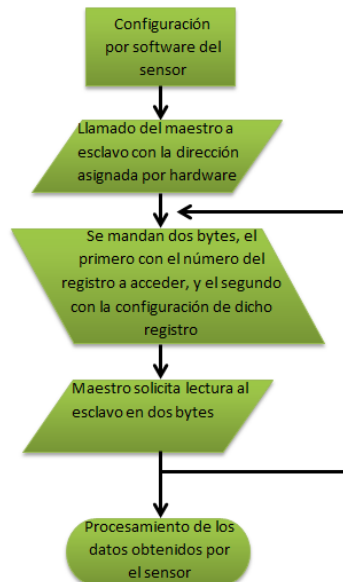 Configuración
por software del
sensor
Llamado del maestro a
esclavo con la dirección
asignada por hardware
Se mandan dos bytes, el
primero con el número del
registro a acceder, y el segundo
con la configuración de dicho
registro
Maestro solicita lectura al
esclavo en dos bytes
Procesamiento de los
datos obtenidos por
el sensor